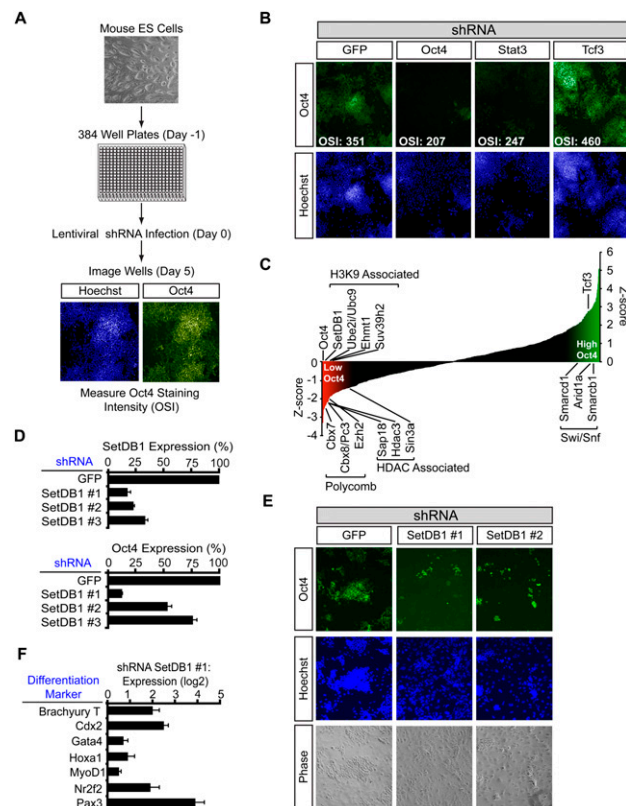 A
Mouse ES Cells
384 Well Plates (Day -1)
Lentiviral shRNA Infection (Day 0)
Image Wells (Day 5)
Hoechst
Oct4
Measure Oct4 Staining
Intensity (OSI)
B
shRNA
GFP
Oct4
Stat3
Tcf3
Oct4
OSI: 351
OSI: 207
OSI: 247
OSI: 460
Hoechst
C
H3K9 Associated
Oct4
SetDB1
Ube2i/Ubc9
Ehmt1
Suv39h2
Tcf3
6
5
4
3
2
1
0
Z-score
0
-1
-2
-3
-4
Z-score
Low
Oct4
High
Oct4
Cbx7
Cbx8/Pc3
Ezh2
Polycomb
Sap18
Hdac3
Sin3a
HDAC Associated
Smarcd1
Arid1a
Smarcb1
Swi/Snf
D
SetDB1 Expression (%)
shRNA
0 25 50 75 100
GFP
SetDB1 #1
SetDB1 #2
SetDB1 #3
Oct4 Expression (%)
shRNA
0 25 50 75 100
GFP
SetDB1 #1
SetDB1 #2
SetDB1 #3
E
shRNA
GFP
SetDB1 #1
SetDB1 #2
Oct4
Hoechst
Phase
F
shRNA SetDB1 #1:
Expression (log2)
Differentiation
Marker
0 1 2 3 4 5
Brachyury T
Cdx2
Gata4
Hoxa1
MyoD1
Nr2f2
Pax3